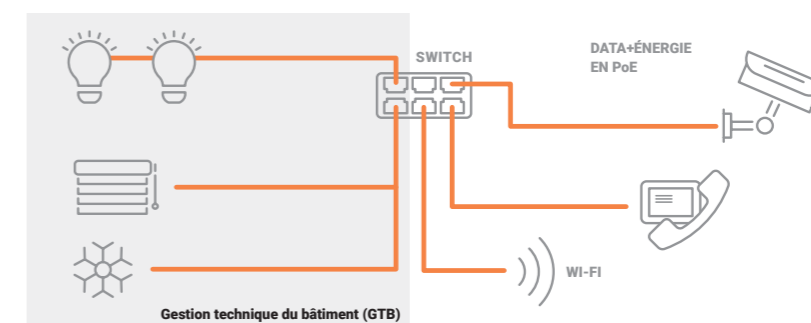 SWITCH
DATA+ÉNERGIE
EN PoE
WI-FI
Gestion technique du bâtiment (GTB)